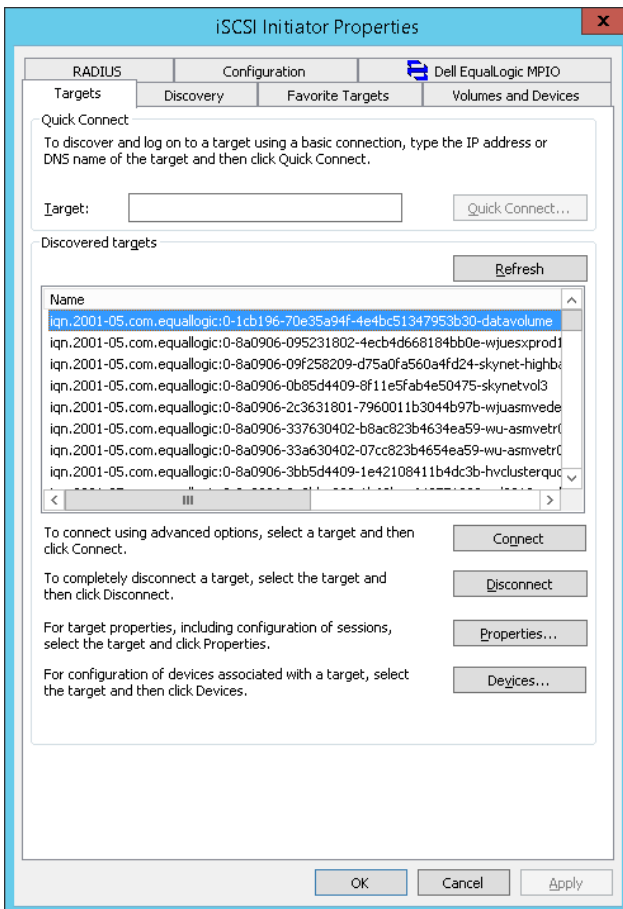 iSCSI Initiator Properties
x
RADIUS
Configuration
Dell EqualLogic MPIO
Targets
Discovery
Favorite Targets
Volumes and Devices
Quick Connect
To discover and log on to a target using a basic connection, type the IP address or
DNS name of the target and then click Quick Connect.
Target:
Quick Connect...
Discovered targets
Refresh
Name
iqn.2001-05.com.equallogic:0-1cb196-70e35a94f-4e4bc51347953b30-datavolume
iqn.2001-05.com.equallogic:0-8a0906-095231802-4ecb4d668184bb0e-wjuesxprod1
iqn.2001-05.com.equallogic:0-8a0906-09f258209-d75a0fa560a4fd24-skynet-highba
iqn.2001-05.com.equallogic:0-8a0906-0b85d4409-8f11e5fab4e50475-skynetvol3
iqn.2001-05.com.equallogic:0-8a0906-2c3631801-7960011b3044b97b-wjuasmvede
iqn.2001-05.com.equallogic:0-8a0906-337630402-b8ac823b4634ea59-wu-asmvetr0
iqn.2001-05.com.equallogic:0-8a0906-33a630402-07cc823b4654ea59-wu-asmvetr0
iqn.2001-05.com.equallogic:0-8a0906-3bb5d4409-1e42108411b4dc3b-hvclusterquo
To connect using advanced options, select a target and then
click Connect.
Connect
To completely disconnect a target, select the target and
then click Disconnect.
Disconnect
For target properties, including configuration of sessions,
select the target and click Properties.
Properties...
For configuration of devices associated with a target, select
the target and then click Devices.
Devices...
OK
Cancel
Apply